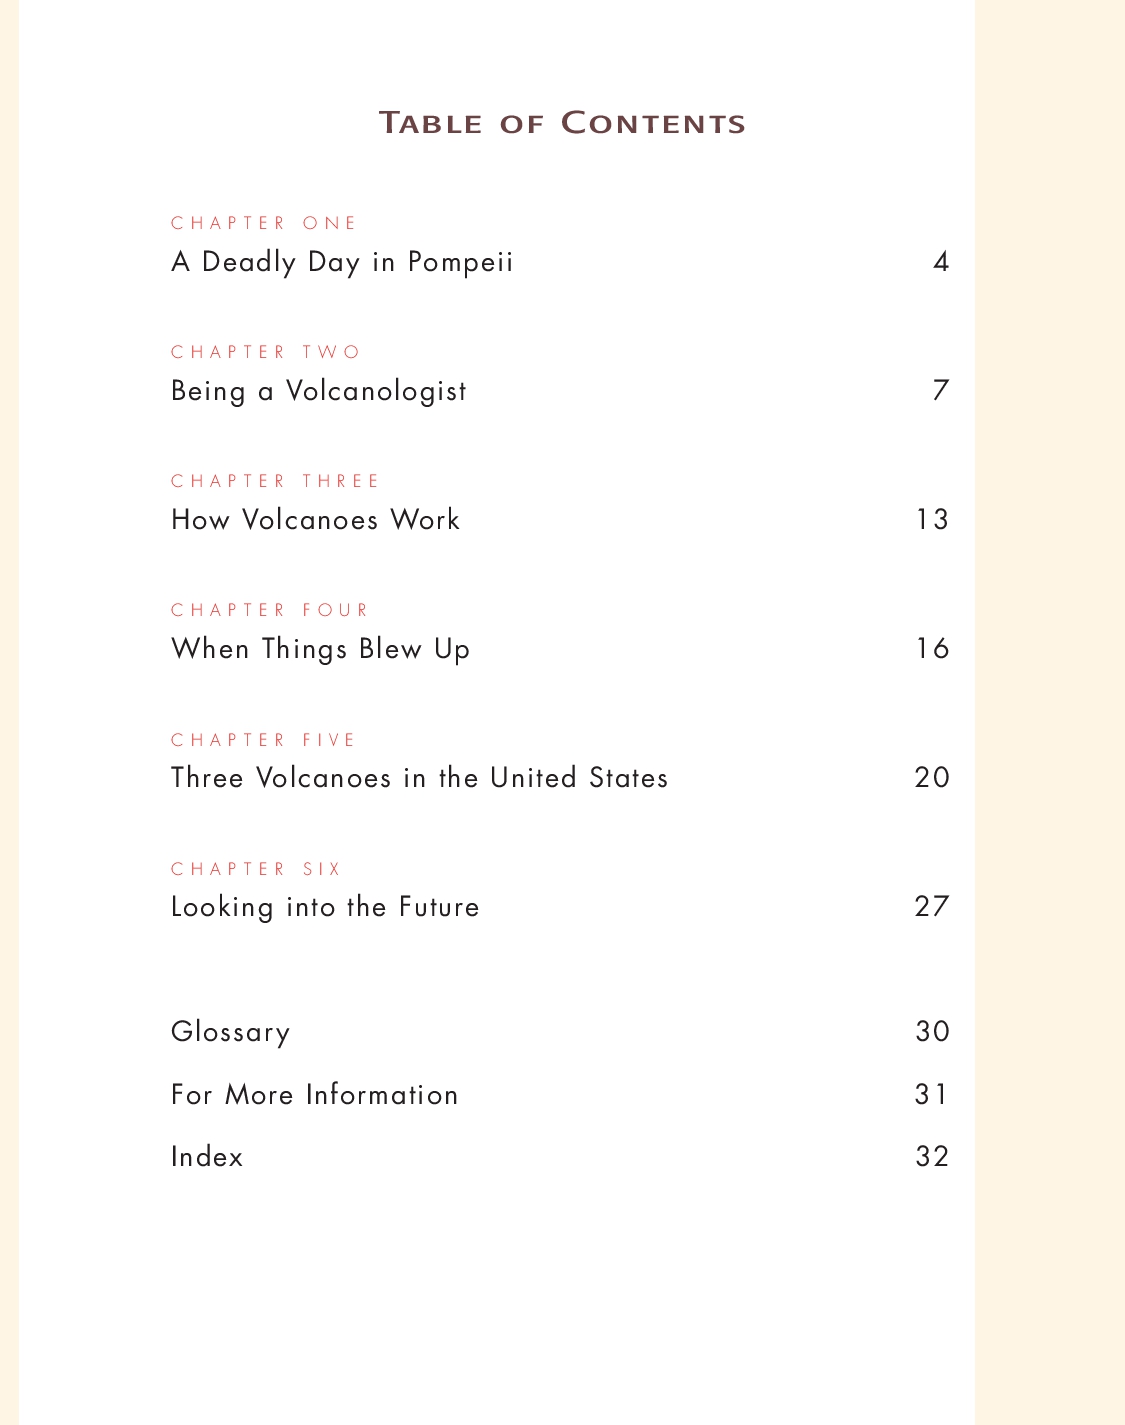 Table of Contents
CHAPTER ONE
A Deadly Day in Pompeii 4
CHAPTER TWO
Being a Volcanologist 7
CHAPTER THREE
How Volcanoes Work 13
CHAPTER FOUR
When Things Blew Up 16
CHAPTER FIVE
Three Volcanoes in the United States 20
CHAPTER SIX
Looking into the Future 27
Glossary 30
For More Information 31
Index 32